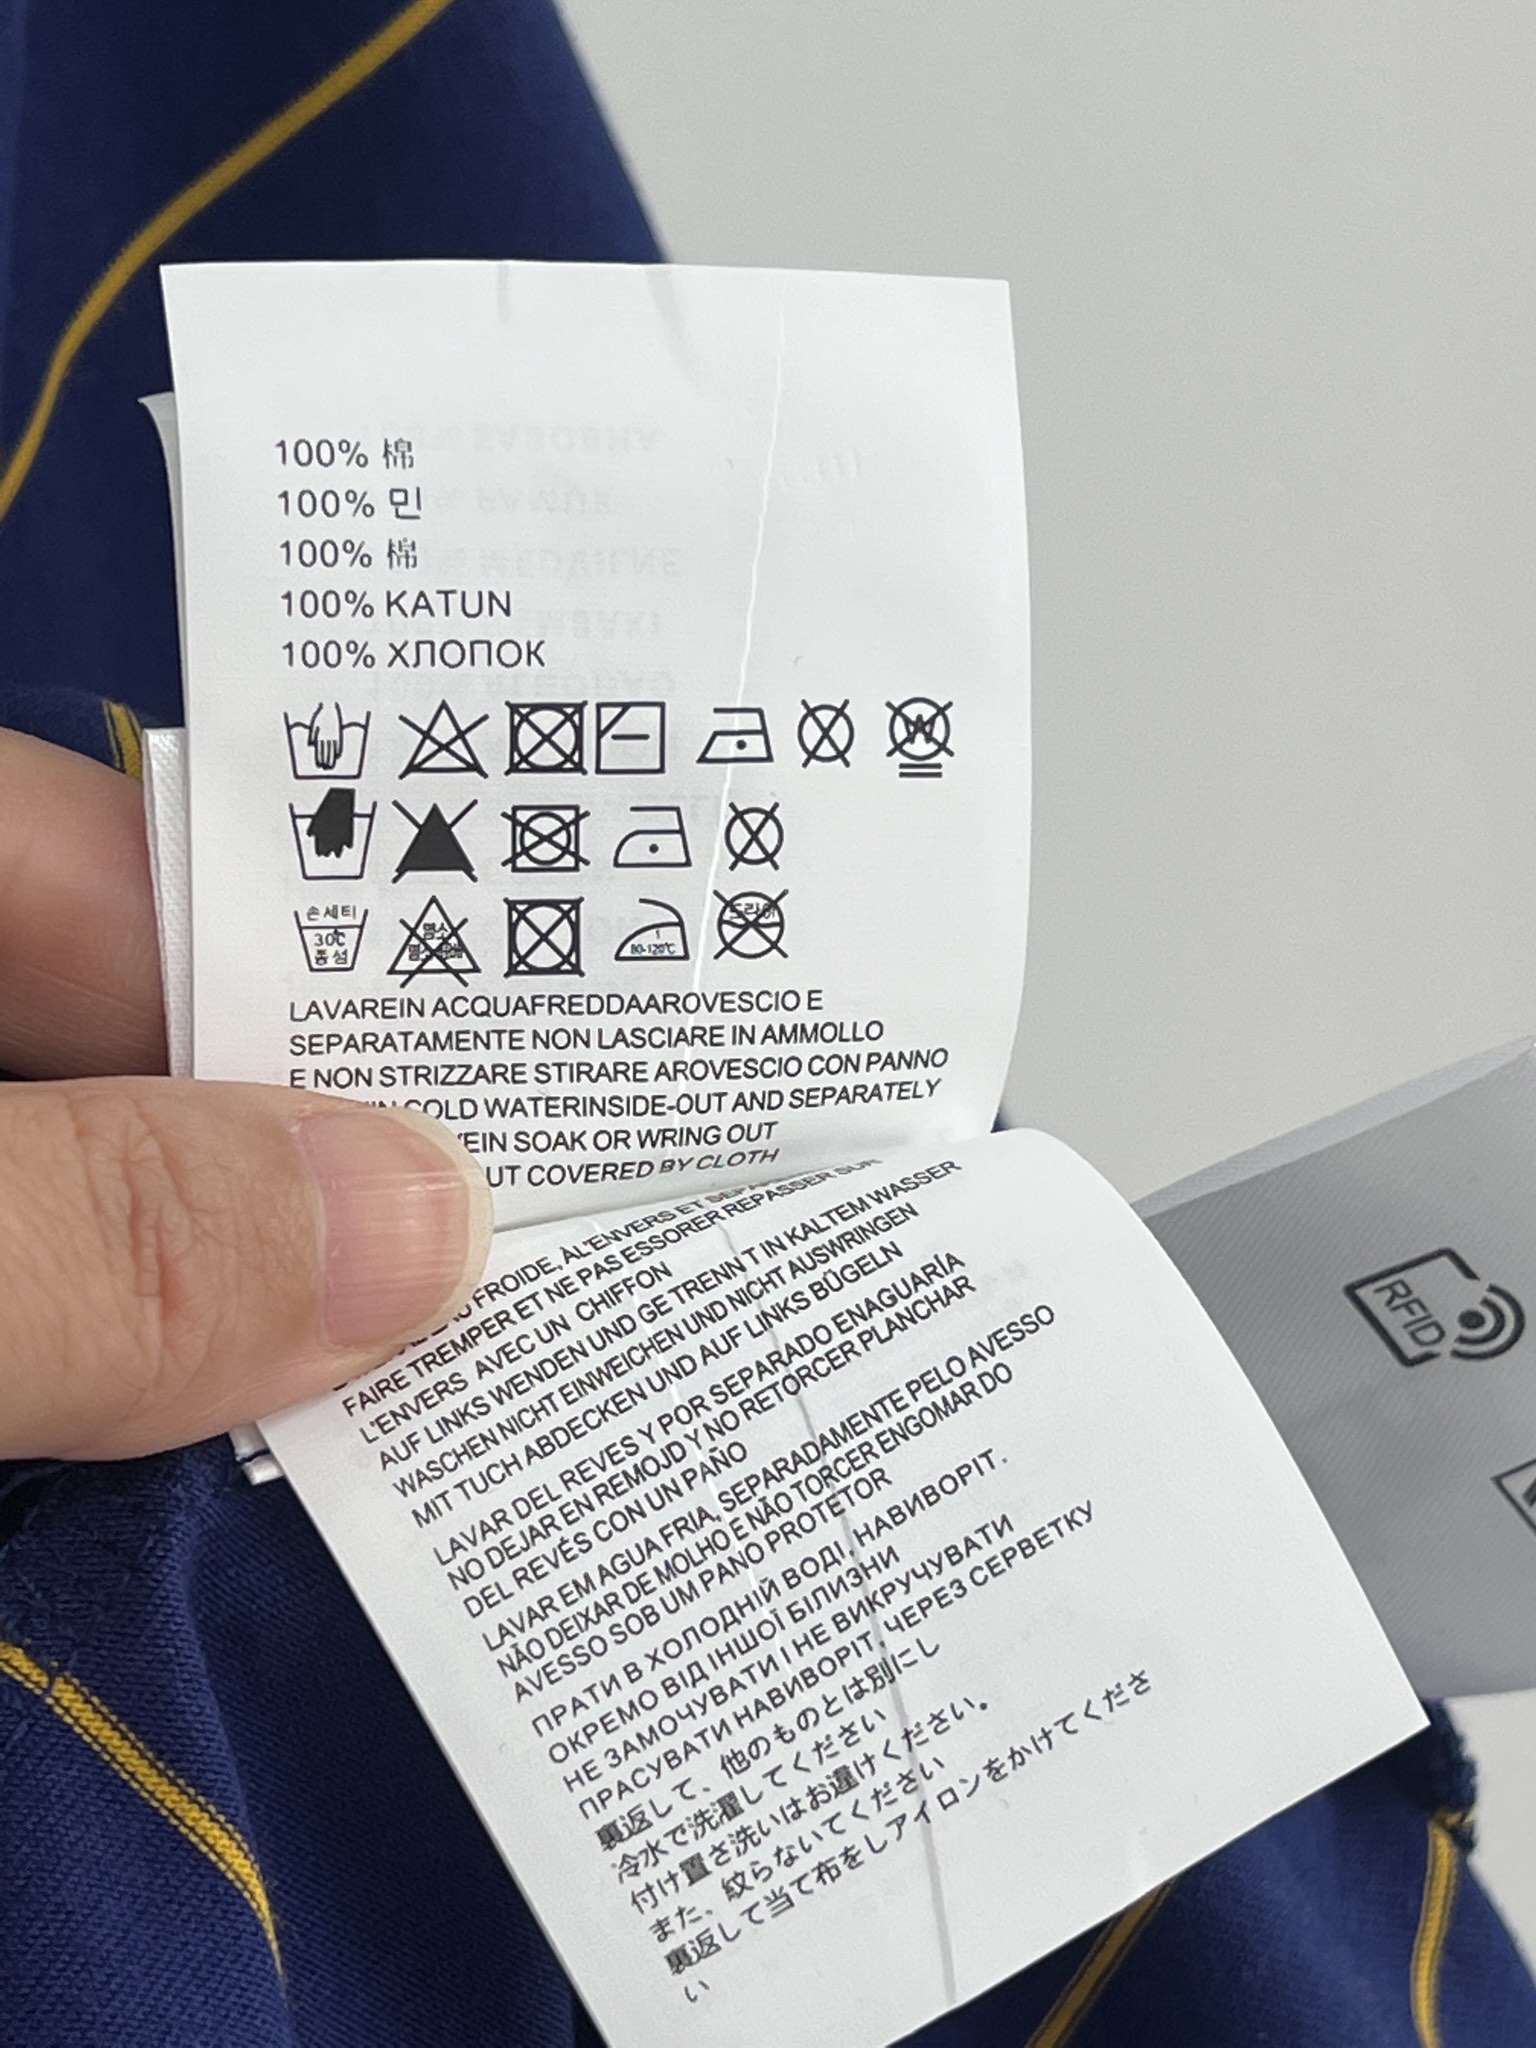 100% 棉
100% 민
100% 棉
100% KATUN
100% ХЛОПОК
W
손세티
30℃
중성
염소
80-120℃
드라이
LAVAREIN ACQUAFREDDAAROVESCIO E
SEPARATAMENTE NON LASCIARE IN AMMOLLO
E NON STRIZZARE STIRARE AROVESCIO CON PANNO
COLD WATERINSIDE-OUT AND SEPARATELY
SOAK OR WRING OUT
COVERED BY CLOTH
FROIDE, ÀL'ENVERS ET
FAIRE TREMPER ET NE PAS ESSORER REPASSER SUR
L'ENVERS AVEC UN CHIFFON
AUF LINKS WENDEN UND GE TRENN T IN KALTEM WASSER
WASCHEN NICHT EINWEICHEN UND NICHT AUSWRINGEN
MIT TUCH ABDECKEN UND AUF LINKS BÜGELN
LAVAR DEL REVES Y POR SEPARADO ENAGUARÍA
NO DEJAR EN REMOJD Y NO RETORCER PLANCHAR
DEL REVÉS CON UN PAÑO
LAVAR EM AGUA FRIA, SEPARADAMENTE PELO AVESSO
NÃO DEIXAR DE MOLHO E NÃO TORCER ENGOMAR DO
AVESSO SOB UM PANO PROTETOR
ПРАТИ В ХОЛОДНІЙ ВОДІ, НАВИВОРІТ.
ОКРЕМО ВІД ІНШОЇ БІЛИЗНИ
НЕ ЗАМОЧУВАТИ І НЕ ВИКРУЧУВАТИ
ПРАСУВАТИ НАВИВОРІТ, ЧЕРЕЗ СЕРВЕТКУ
裏返して、他のものとは別にし
冷水で洗濯してください
付け置き洗いはお違けください。
また、絞らないてください
裏返して当て布をしアイロンをかけてくださ
い
RFID